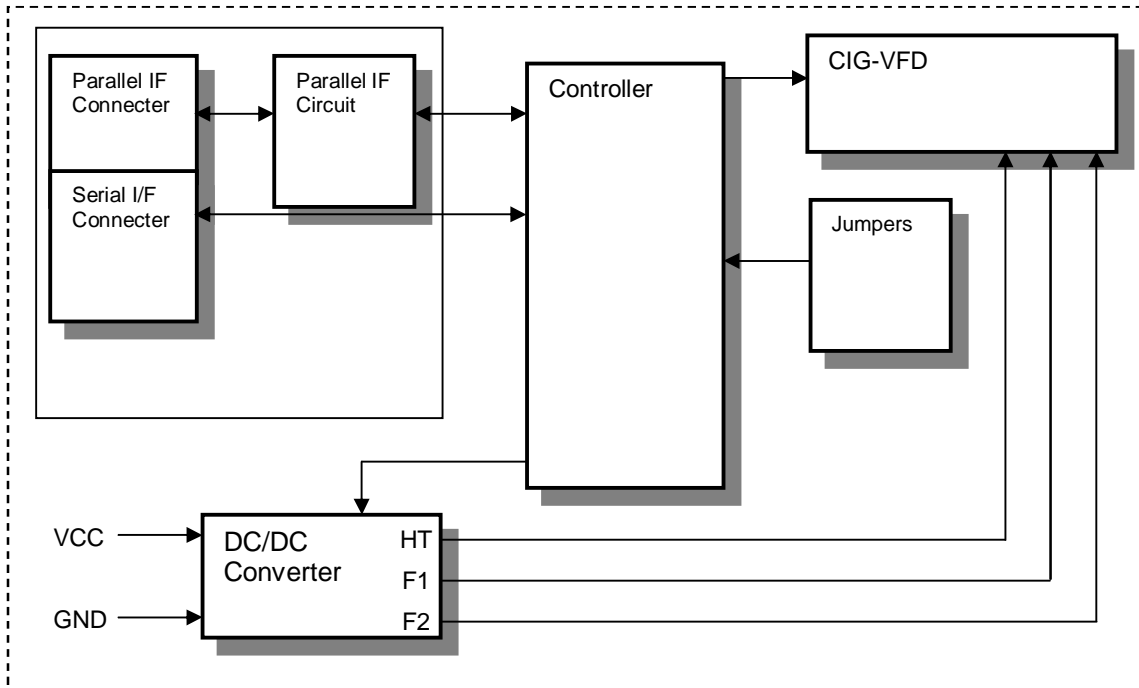 Parallel IF
Connecter
Parallel IF
Circuit
Controller
CIG-VFD
Serial I/F
Connecter
Jumpers
VCC
GND
DC/DC
Converter
HT
F1
F2